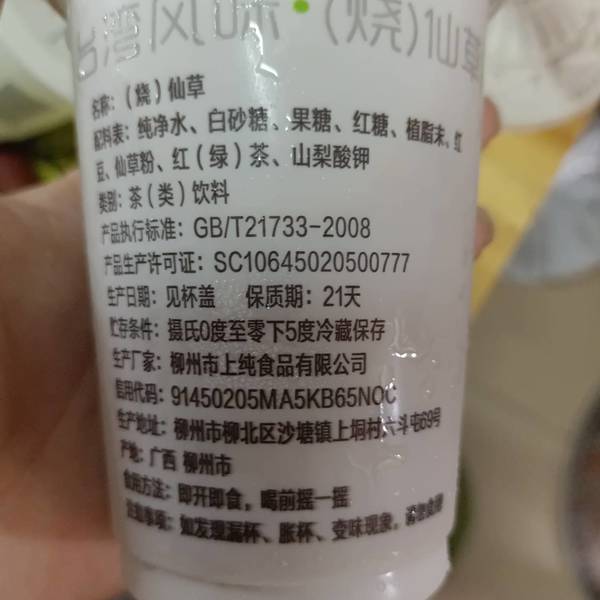 台湾风味·(烧)仙草
名称：(烧)仙草
配料表：纯净水、白砂糖、果糖、红糖、植脂末、红
豆、仙草粉、红(绿)茶、山梨酸钾
类别：茶(类)饮料
产品执行标准：GB/T21733-2008
产品生产许可证：SC10645020500777
生产日期：见杯盖 保质期：21天
贮存条件：摄氏0度至零下5度冷藏保存
生产厂家：柳州市上纯食品有限公司
信用代码：91450205MA5KB65NOC
生产地址：柳州市柳北区沙塘镇上垌村六斗屯69号
产地：广西 柳州市
食用方法：即开即食，喝前摇一摇
注意事项：如发现漏杯、胀杯、变味现象，请勿食用